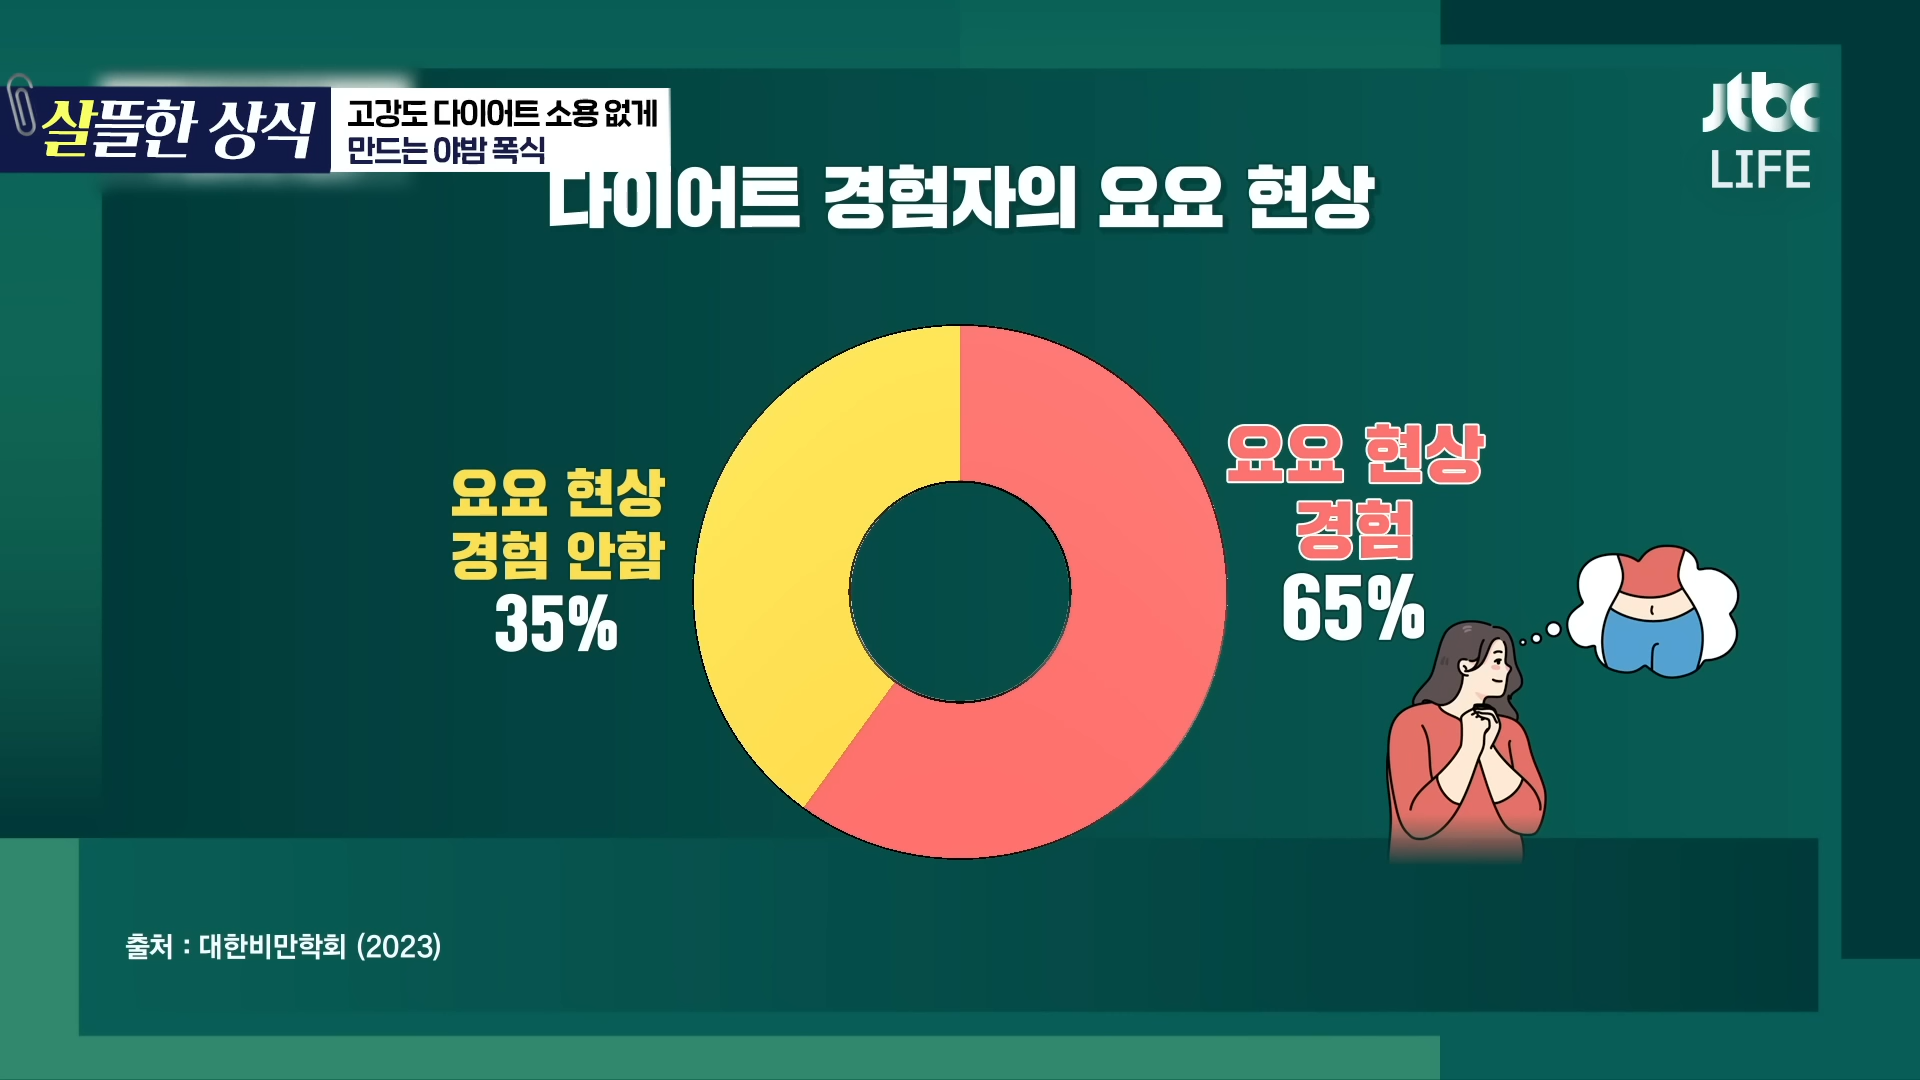 살뜰한 상식
고강도 다이어트 소용 없게
만드는 야밤 폭식
jtbc
LIFE
다이어트 경험자의 요요 현상
요요 현상
경험 안함
35%
요요 현상
경험
65%
출처 : 대한비만학회 (2023)